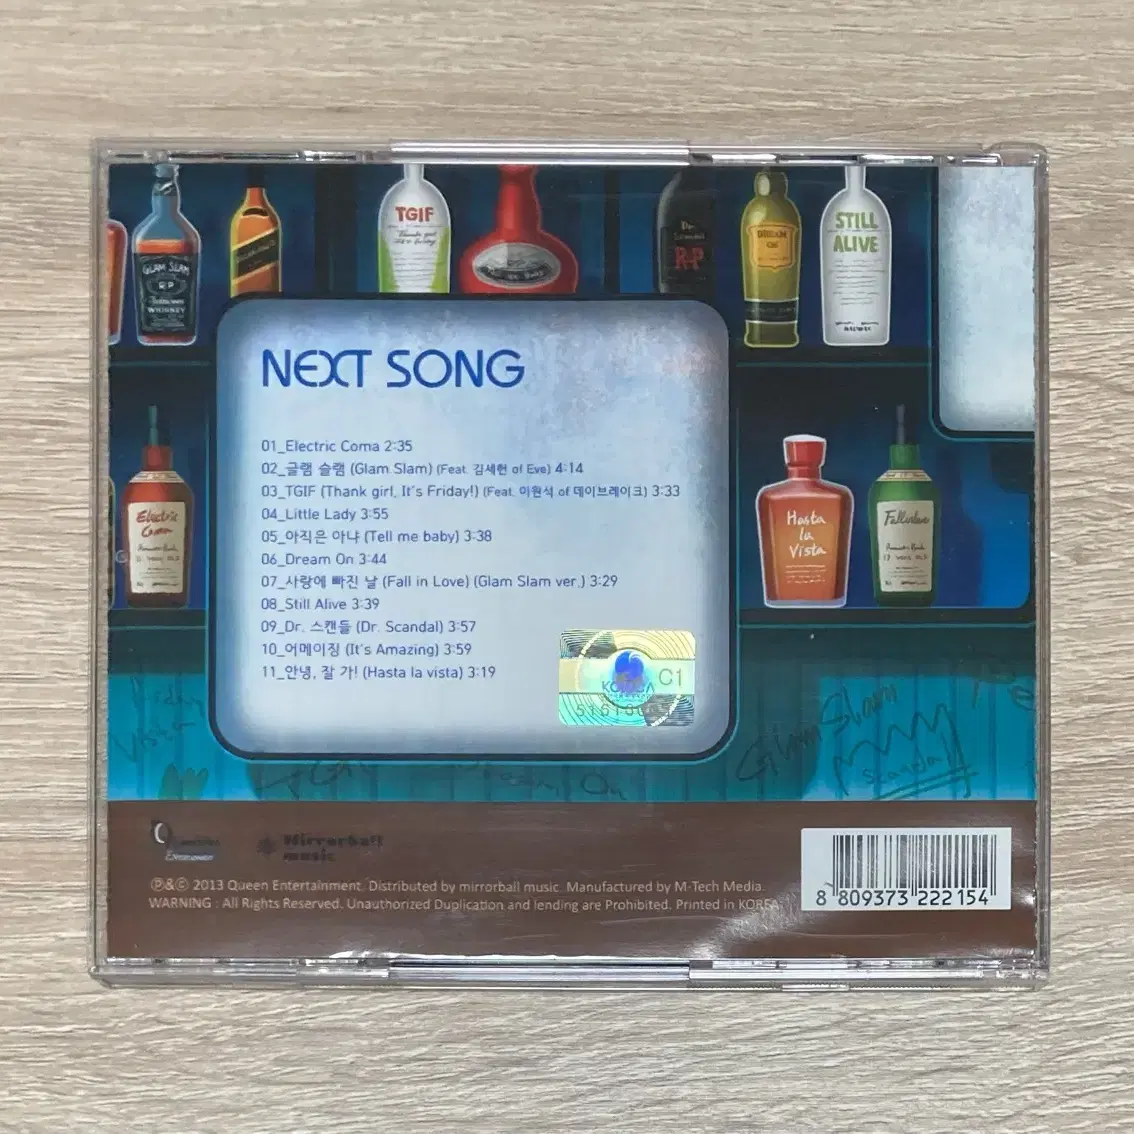 GLAM SLAM
RP
WHISKEY
TGIF
R-P
DREAM
ON
STILL
ALIVE
NEXT SONG
01_Electric Coma 2:35
02_글램 슬램 (Glam Slam) (Feat. 김세헌 of Eve) 4:14
03_TGIF (Thank girl, It's Friday!) (Feat. 이원석 of 데이브레이크) 3:33
04_Little Lady 3:55
05_아직은 아냐 (Tell me baby) 3:38
06_Dream On 3:44
07_사랑에 빠진 날 (Fall in Love) (Glam Slam ver.) 3:29
08_Still Alive 3:39
09_Dr. 스캔들 (Dr. Scandal) 3:57
10_어메이징 (It's Amazing) 3:59
11_안녕, 잘 가! (Hasta la vista) 3:19
Electric
Coma
Hasta
la
Vista
KOMCA
C1
Vista
Glam Slam
Scandal
Mirrorball
music
Ⓟ&ⓒ 2013 Queen Entertainment. Distributed by mirrorball music. Manufactured by M-Tech Media.
WARNING : All Rights Reserved. Unauthorized Duplication and lending are Prohibited. Printed in KOREA.
8 809373 222154